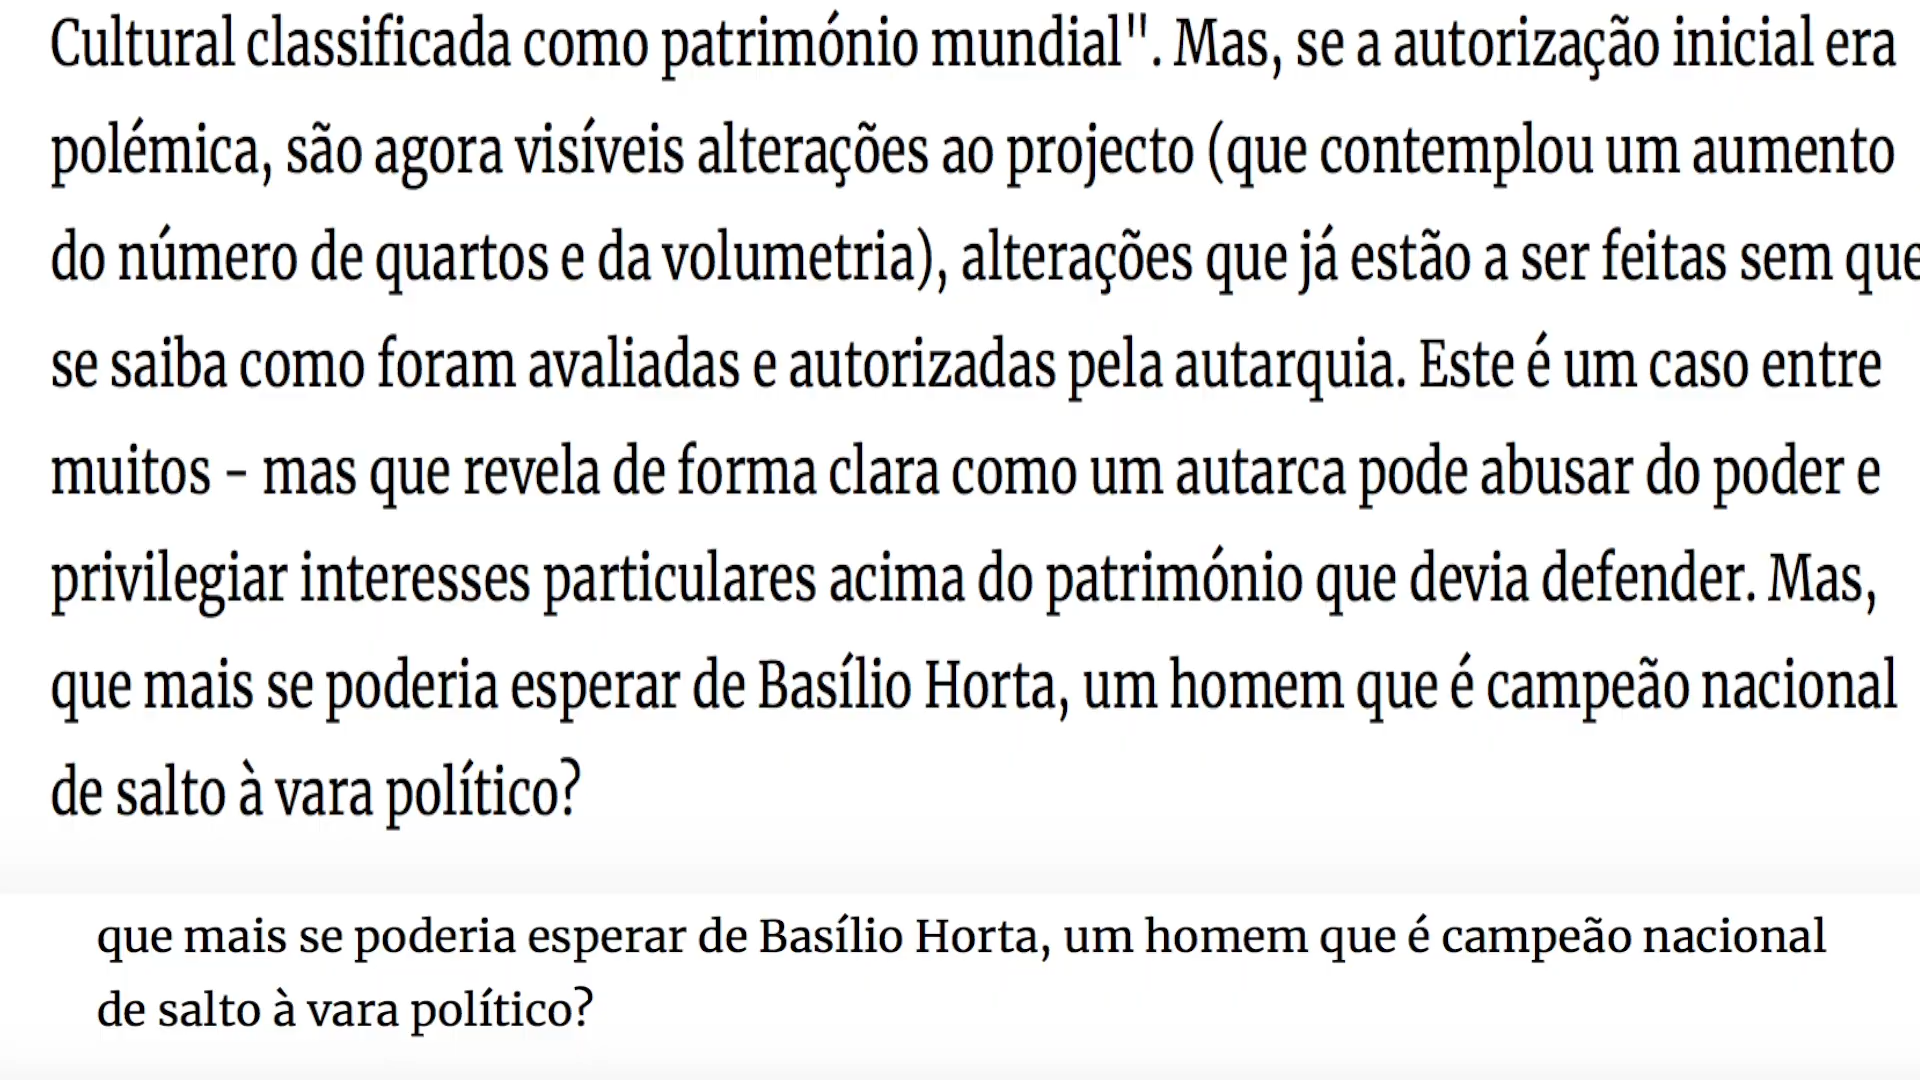 Cultural classificada como património mundial". Mas, se a autorização inicial era
polémica, são agora visíveis alterações ao projecto (que contemplou um aumento
do número de quartos e da volumetria), alterações que já estão a ser feitas sem que
se saiba como foram avaliadas e autorizadas pela autarquia. Este é um caso entre
muitos - mas que revela de forma clara como um autarca pode abusar do poder e
privilegiar interesses particulares acima do património que devia defender. Mas,
que mais se poderia esperar de Basílio Horta, um homem que é campeão nacional
de salto à vara político?
que mais se poderia esperar de Basílio Horta, um homem que é campeão nacional
de salto à vara político?